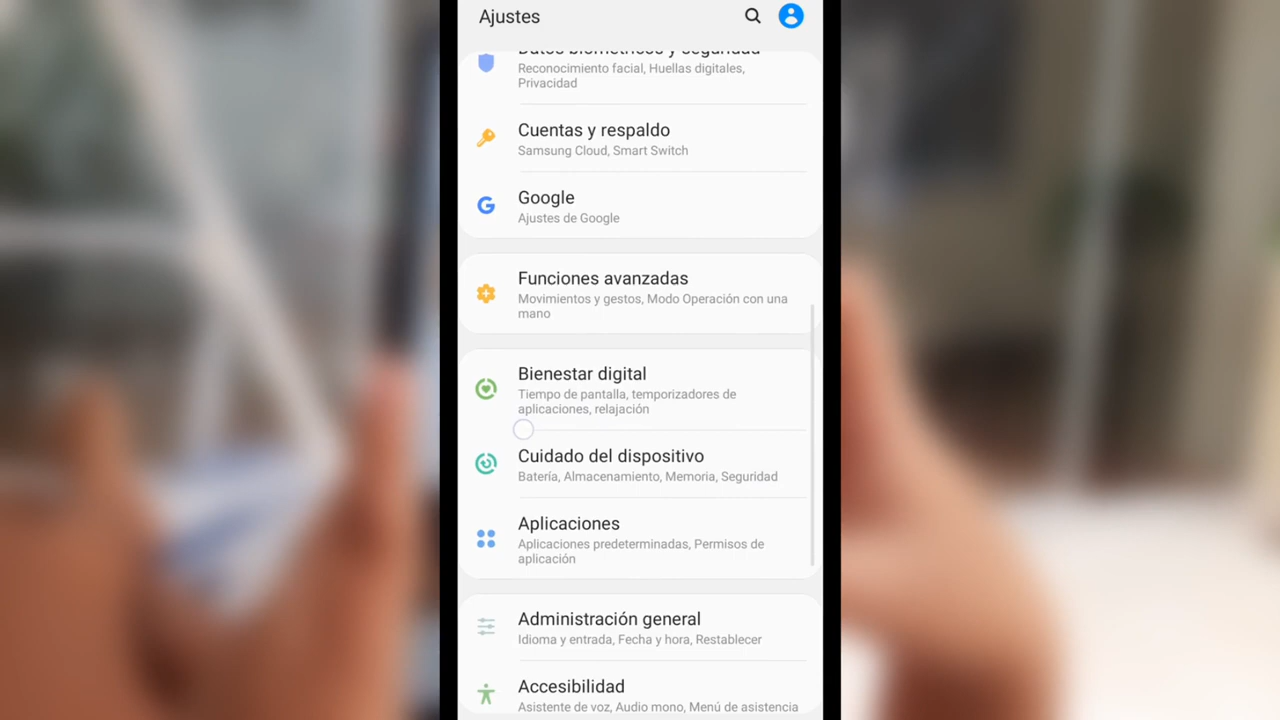 Ajustes
Datos biométricos y seguridad
Reconocimiento facial, Huellas digitales,
Privacidad
Cuentas y respaldo
Samsung Cloud, Smart Switch
Google
Ajustes de Google
Funciones avanzadas
Movimientos y gestos, Modo Operación con una
mano
Bienestar digital
Tiempo de pantalla, temporizadores de
aplicaciones, relajación
Cuidado del dispositivo
Batería, Almacenamiento, Memoria, Seguridad
Aplicaciones
Aplicaciones predeterminadas, Permisos de
aplicación
Administración general
Idioma y entrada, Fecha y hora, Restablecer
Accesibilidad
Asistente de voz, Audio mono, Menú de asistencia